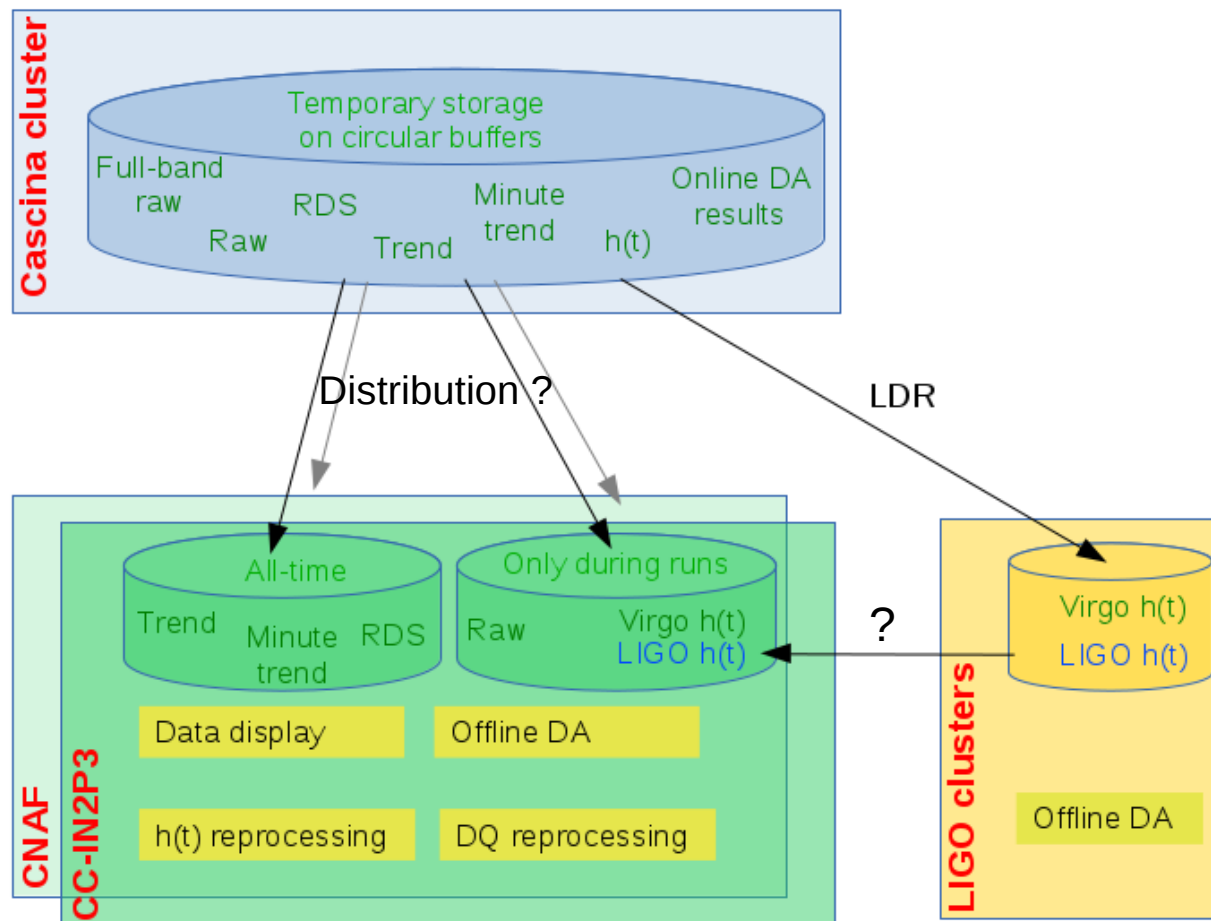 Cascina cluster
Temporary storage
on circular buffers
Full-band
raw
RDS
Raw
Trend
Minute
trend
h(t)
Online DA
results
Distribution ?
LDR
All-time
Trend
Minute
trend
RDS
Only during runs
Raw
Virgo h(t)
LIGO h(t)
?
Virgo h(t)
LIGO h(t)
Data display
Offline DA
h(t) reprocessing
DQ reprocessing
CNAF
CC-IN2P3
Offline DA
LIGO clusters